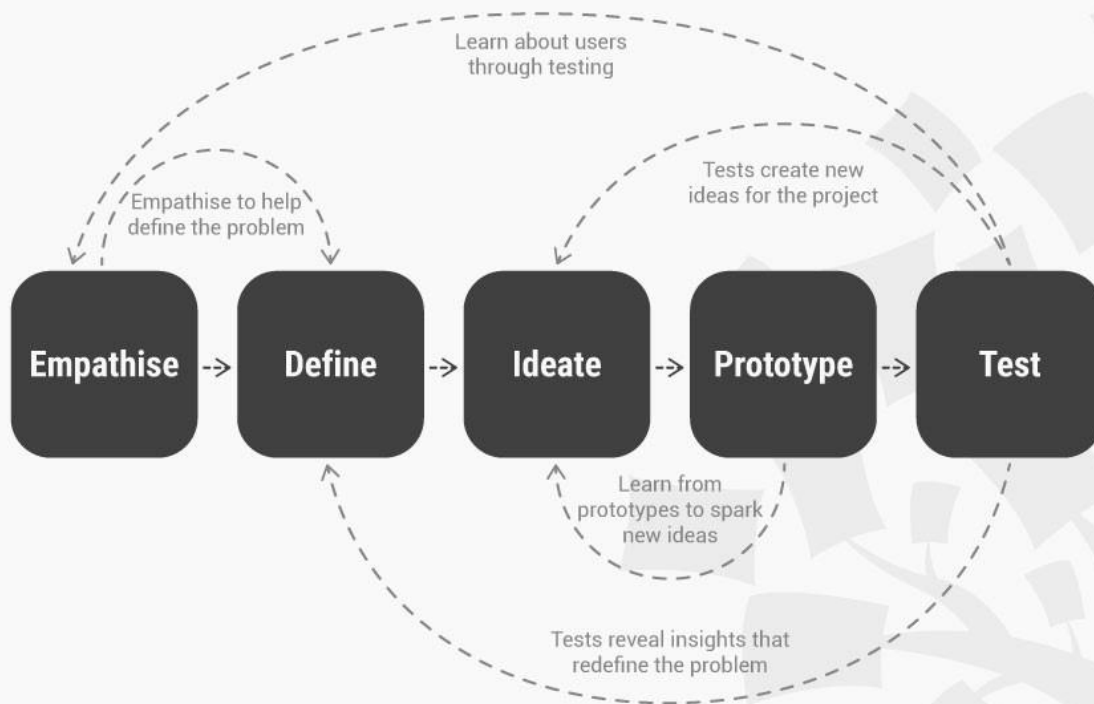 Learn about users
through testing
Tests create new
ideas for the project
Empathise to help
define the problem
Empathise
Define
Ideate
Prototype
Test
Learn from
prototypes to spark
new ideas
Tests reveal insights that
redefine the problem